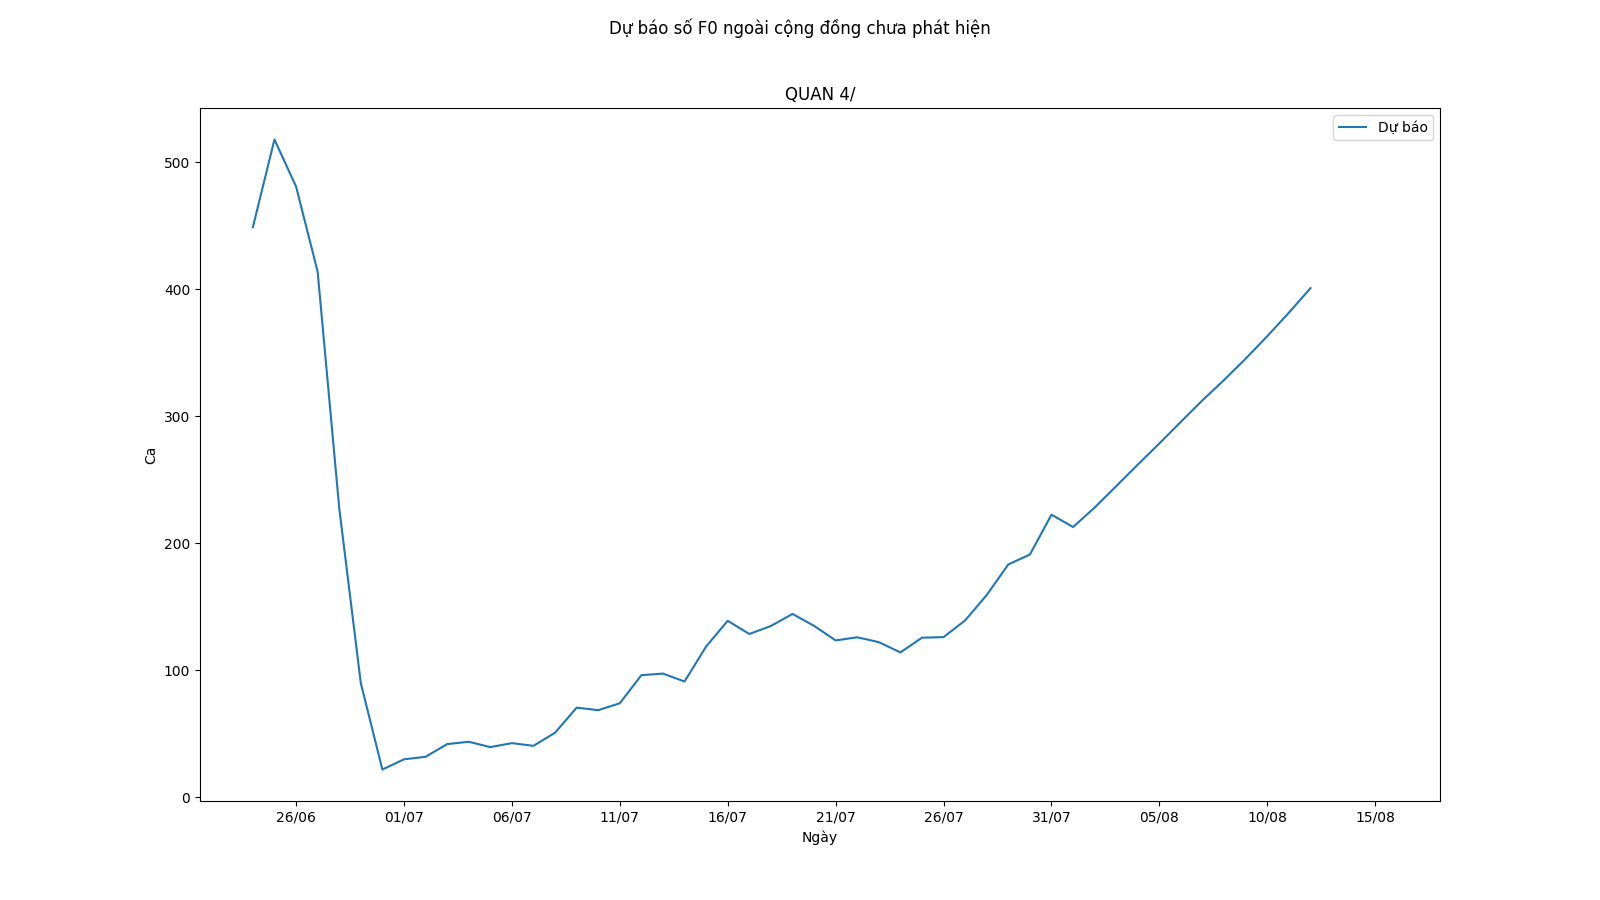 Dự báo số F0 ngoài cộng đồng chưa phát hiện
QUAN 4/
Dự báo
500
400
300
200
100
0
Ca
26/06 01/07 06/07 11/07 16/07 21/07 26/07 31/07 05/08 10/08 15/08
Ngày